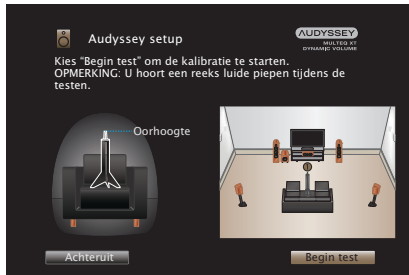 Audyssey setup
AUDYSSEY
MULTEQ XT
DYNAMIC VOLUME
Kies “Begin test” om de kalibratie te starten.
OPMERKING: U hoort een reeks luide piepen tijdens de
testen.
Oorhoogte
Achteruit
Begin test